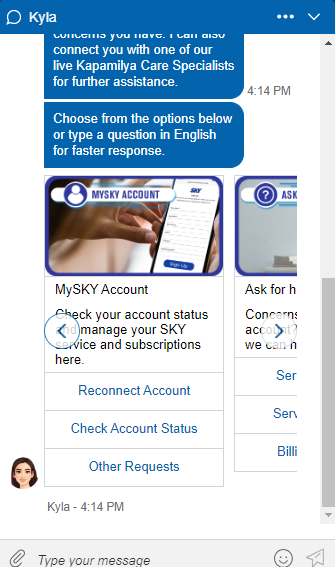 Kyla
concerns you have. I can also
connect you with one of our
live Kapamilya Care Specialists
for further assistance.
4:14 PM
Choose from the options below
or type a question in English
for faster response.
MYSKY ACCOUNT
SKY
Sign Up
MySKY Account
Check your account status
and manage your SKY
service and subscriptions
here.
Reconnect Account
Check Account Status
Other Requests
ASK
Ask for h
Concerns
account?
we can h
Ser
Serv
Billi
Kyla - 4:14 PM
Type your message